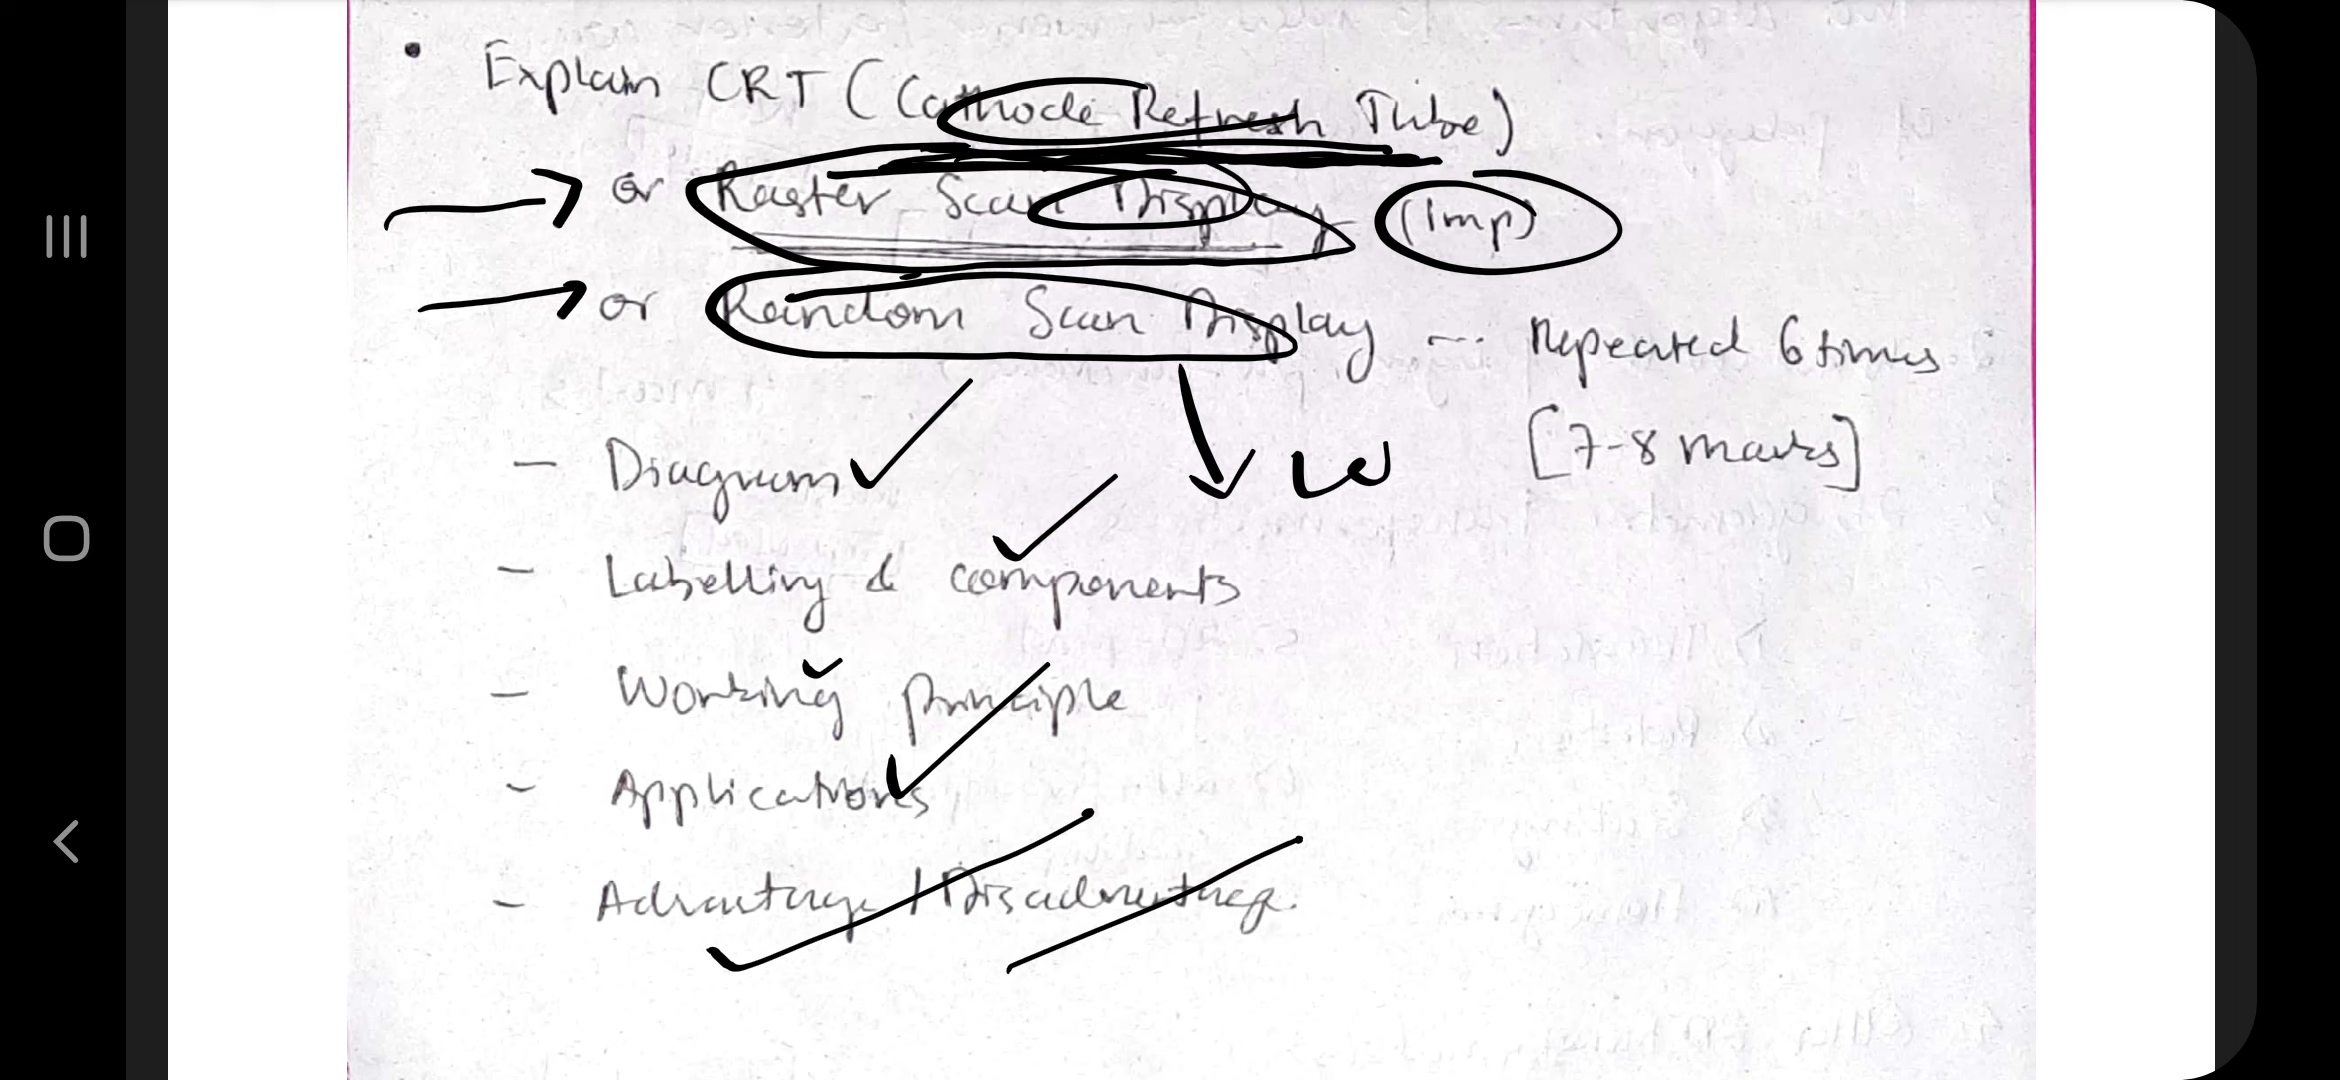 • Explain CRT (Cathode Refresh Tube)
or Raster Scan Display (Imp)
or Random Scan Display --- Repeated 6 times
[7-8 marks]
- Diagram
- Labelling & components
- Working principle
- Applications
- Advantage / Disadvantage.